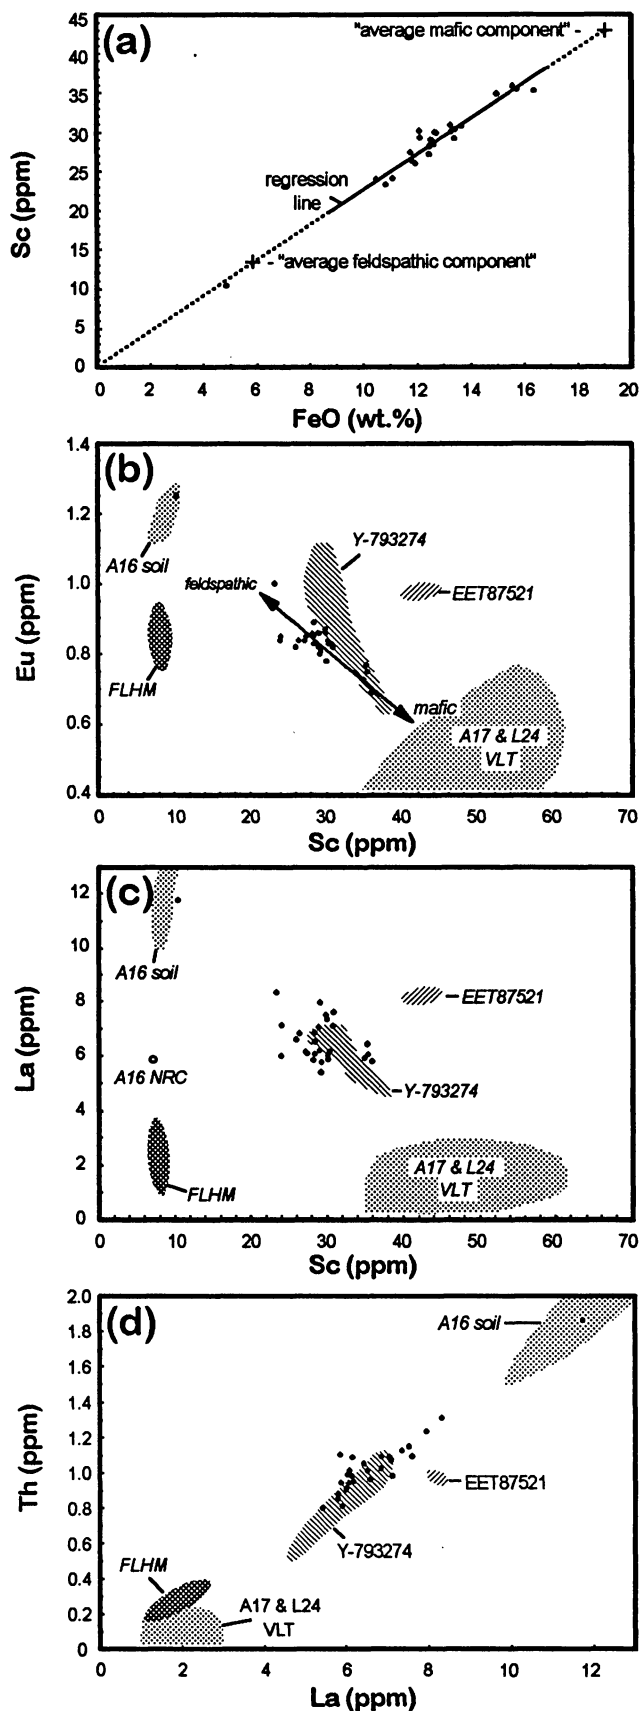 (a)
"average mafic component" -
45
40
35
30
25
20
15
10
5
0
Sc (ppm)
regression
line
- "average feldspathic component"
0 2 4 6 8 10 12 14 16 18 20
FeO (wt.%)
(b)
1.4
1.2
1.0
0.8
0.6
0.4
Eu (ppm)
A16 soil
Y-793274
feldspathic
EET87521
FLHM
mafic
A17 & L24
VLT
0 10 20 30 40 50 60 70
Sc (ppm)
(c)
12
10
8
6
4
2
0
La (ppm)
A16 soil
EET87521
A16 NRC
Y-793274
A17 & L24
VLT
FLHM
0 10 20 30 40 50 60 70
Sc (ppm)
(d)
2.0
1.8
1.6
1.4
1.2
1.0
0.8
0.6
0.4
0.2
0
Th (ppm)
A16 soil
EET87521
Y-793274
FLHM
A17 & L24
VLT
0 2 4 6 8 10 12
La (ppm)